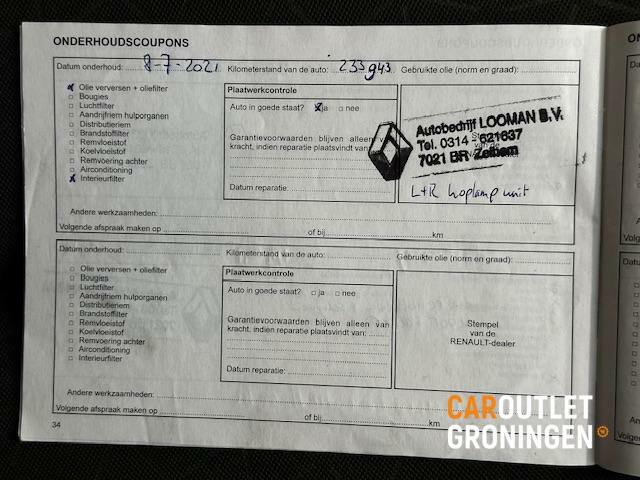 ONDERHOUDSCOUPONS
Datum onderhoud: 8-7-2021 Kilometerstand van de auto: 233943 Gebruikte olie (norm en graad):
Olie verversen + oliefilter
Bougies
Luchtfilter
Aandrijfriem hulporganen
Distributieriem
Brandstoffilter
Remvloeistof
Koelvloeistof
Remvoering achter
Airconditioning
Interieurfilter
Plaatwerkcontrole
Auto in goede staat? ja nee
Garantievoorwaarden blijven alleen van
kracht, indien reparatie plaatsvindt van:
Datum reparatie:
Autobedrijf LOOMAN B.V.
Tel. 0314 - 621637
7021 BR Zelhem
L+R koplamp unit
Andere werkzaamheden:
Volgende afspraak maken op of bij km
Datum onderhoud: Kilometerstand van de auto: Gebruikte olie (norm en graad):
Olie verversen + oliefilter
Bougies
Luchtfilter
Aandrijfriem hulporganen
Distributieriem
Brandstoffilter
Remvloeistof
Koelvloeistof
Remvoering achter
Airconditioning
Interieurfilter
Plaatwerkcontrole
Auto in goede staat? ja nee
Garantievoorwaarden blijven alleen van
kracht, indien reparatie plaatsvindt van:
Datum reparatie:
Stempel
van de
RENAULT-dealer
Andere werkzaamheden:
Volgende afspraak maken op of bij km
34
CAROUTLET
GRONINGEN